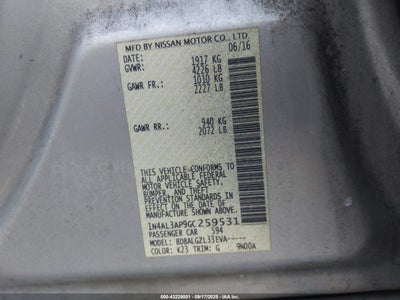 MFD BY NISSAN MOTOR CO., LTD.
DATE: 06/16
GVWR: 1917 KG
4226 LB
GAWR FR: 1010 KG
2227 LB
GAWR RR: 940 KG
2072 LB
THIS VEHICLE CONFORMS
TO ALL APPLICABLE FEDERAL
MOTOR VEHICLE SAFETY,
BUMPER, AND THEFT
PREVENTION STANDARDS
IN EFFECT ON THE DATE OF
MANUFACTURE SHOWN ABOVE.
1N4AL3AP9GC259531
PASSENGER CAR 594
MODEL: BDBALGZL33EVA-----
COLOR: K23 TRIM: G 9N00A
STOCK: 43228001 - 09/17/2025 - IAA Inc.